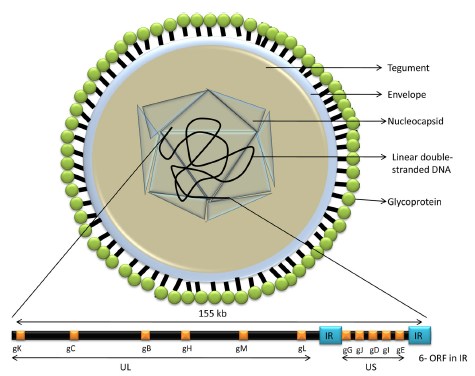 Tegument
Envelope
Nucleocapsid
Linear double-
stranded DNA
Glycoprotein
155 kb
IR IR
gK gC gB gH gM gL gG gJ gD gI gE
6- ORF in IR
UL US